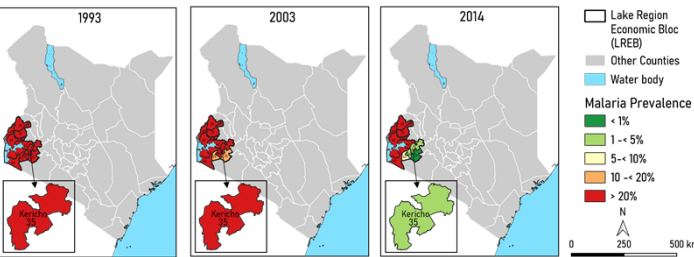 1993
Kericho
35
2003
Kericho
35
2014
Kericho
35
Lake Region
Economic Bloc
(LREB)
Other Counties
Water body
Malaria Prevalence
< 1%
1 -< 5%
5-< 10%
10 -< 20%
> 20%
N
0 250 500 km